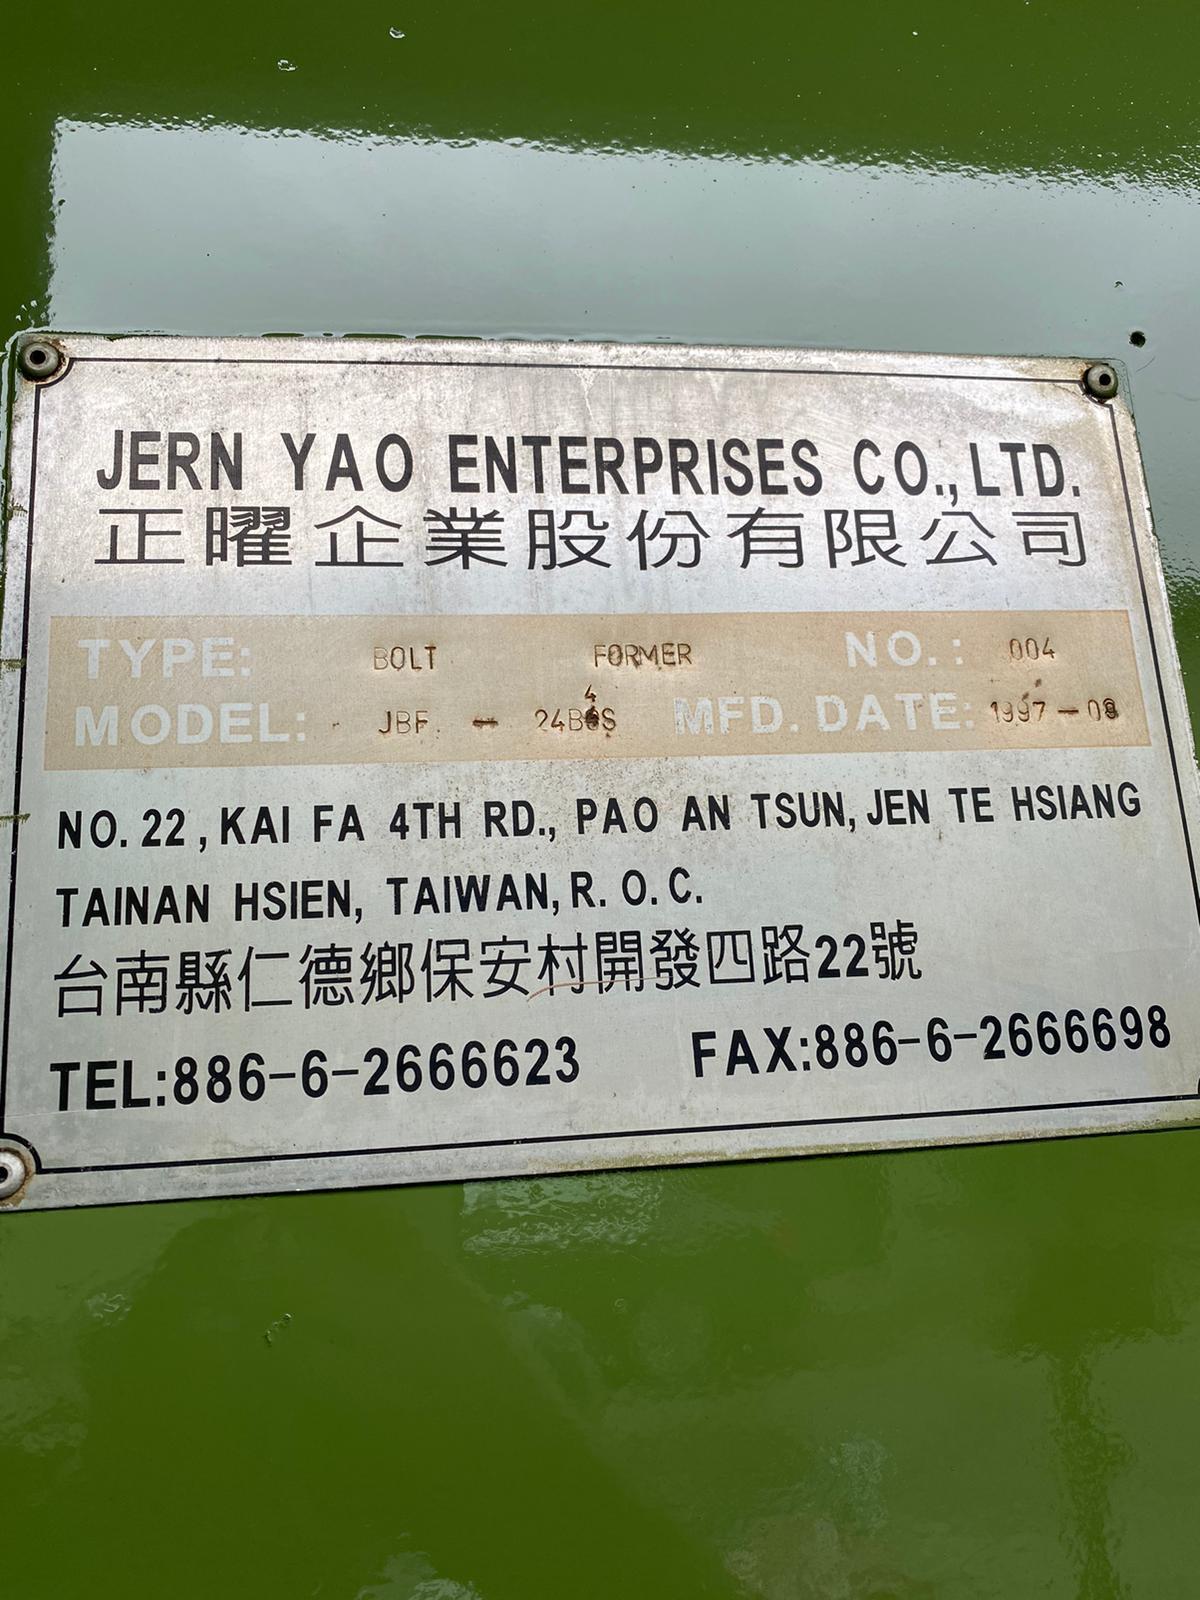 JERN YAO ENTERPRISES CO.,LTD.
正曜企業股份有限公司
TYPE: BOLT FORMER NO.: 004
MODEL: JBF - MFD. DATE: 1997-08
NO.22, KAI FA 4TH RD., PAO AN TSUN, JEN TE HSIANG
TAINAN HSIEN, TAIWAN, R.O.C.
台南縣仁德鄉保安村開發四路22號
TEL:886-6-2666623 FAX:886-6-2666698